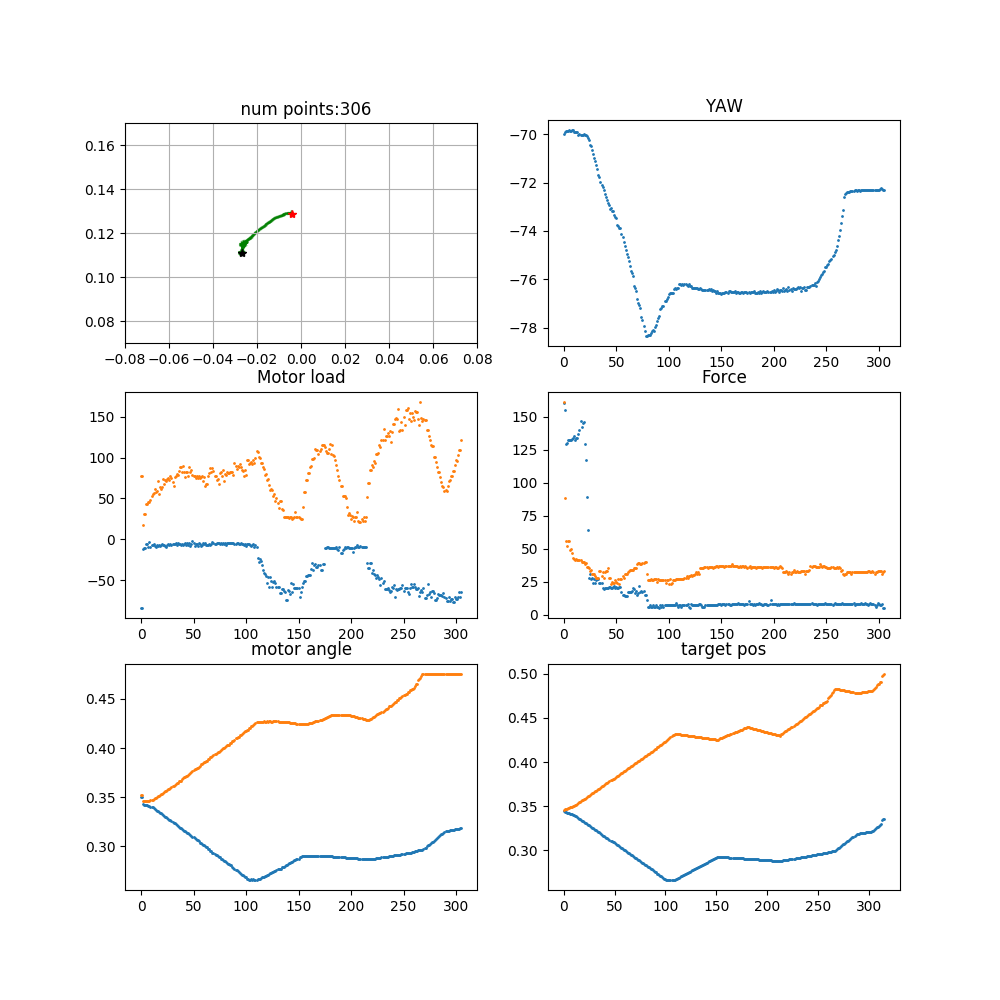 num points:306
0.16
0.14
0.12
0.10
0.08
−0.08 −0.06 −0.04 −0.02 0.00 0.02 0.04 0.06 0.08
YAW
−70
−72
−74
−76
−78
0 50 100 150 200 250 300
Motor load
150
100
50
0
−50
0 50 100 150 200 250 300
Force
150
125
100
75
50
25
0
0 50 100 150 200 250 300
motor angle
0.45
0.40
0.35
0.30
0 50 100 150 200 250 300
target pos
0.50
0.45
0.40
0.35
0.30
0 50 100 150 200 250 300